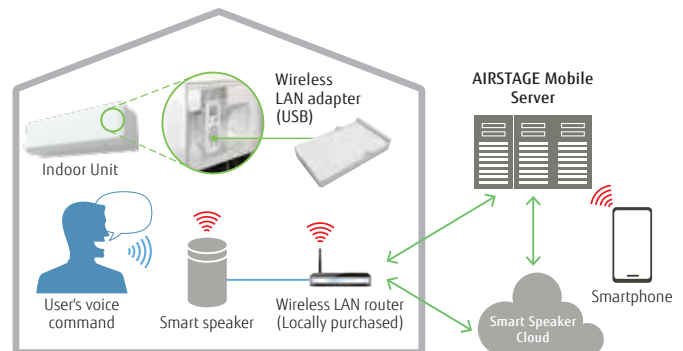 Wireless
LAN adapter
(USB)
Indoor Unit
AIRSTAGE Mobile
Server
User's voice
command
Smart speaker
Wireless LAN router
(Locally purchased)
Smart Speaker
Cloud
Smartphone